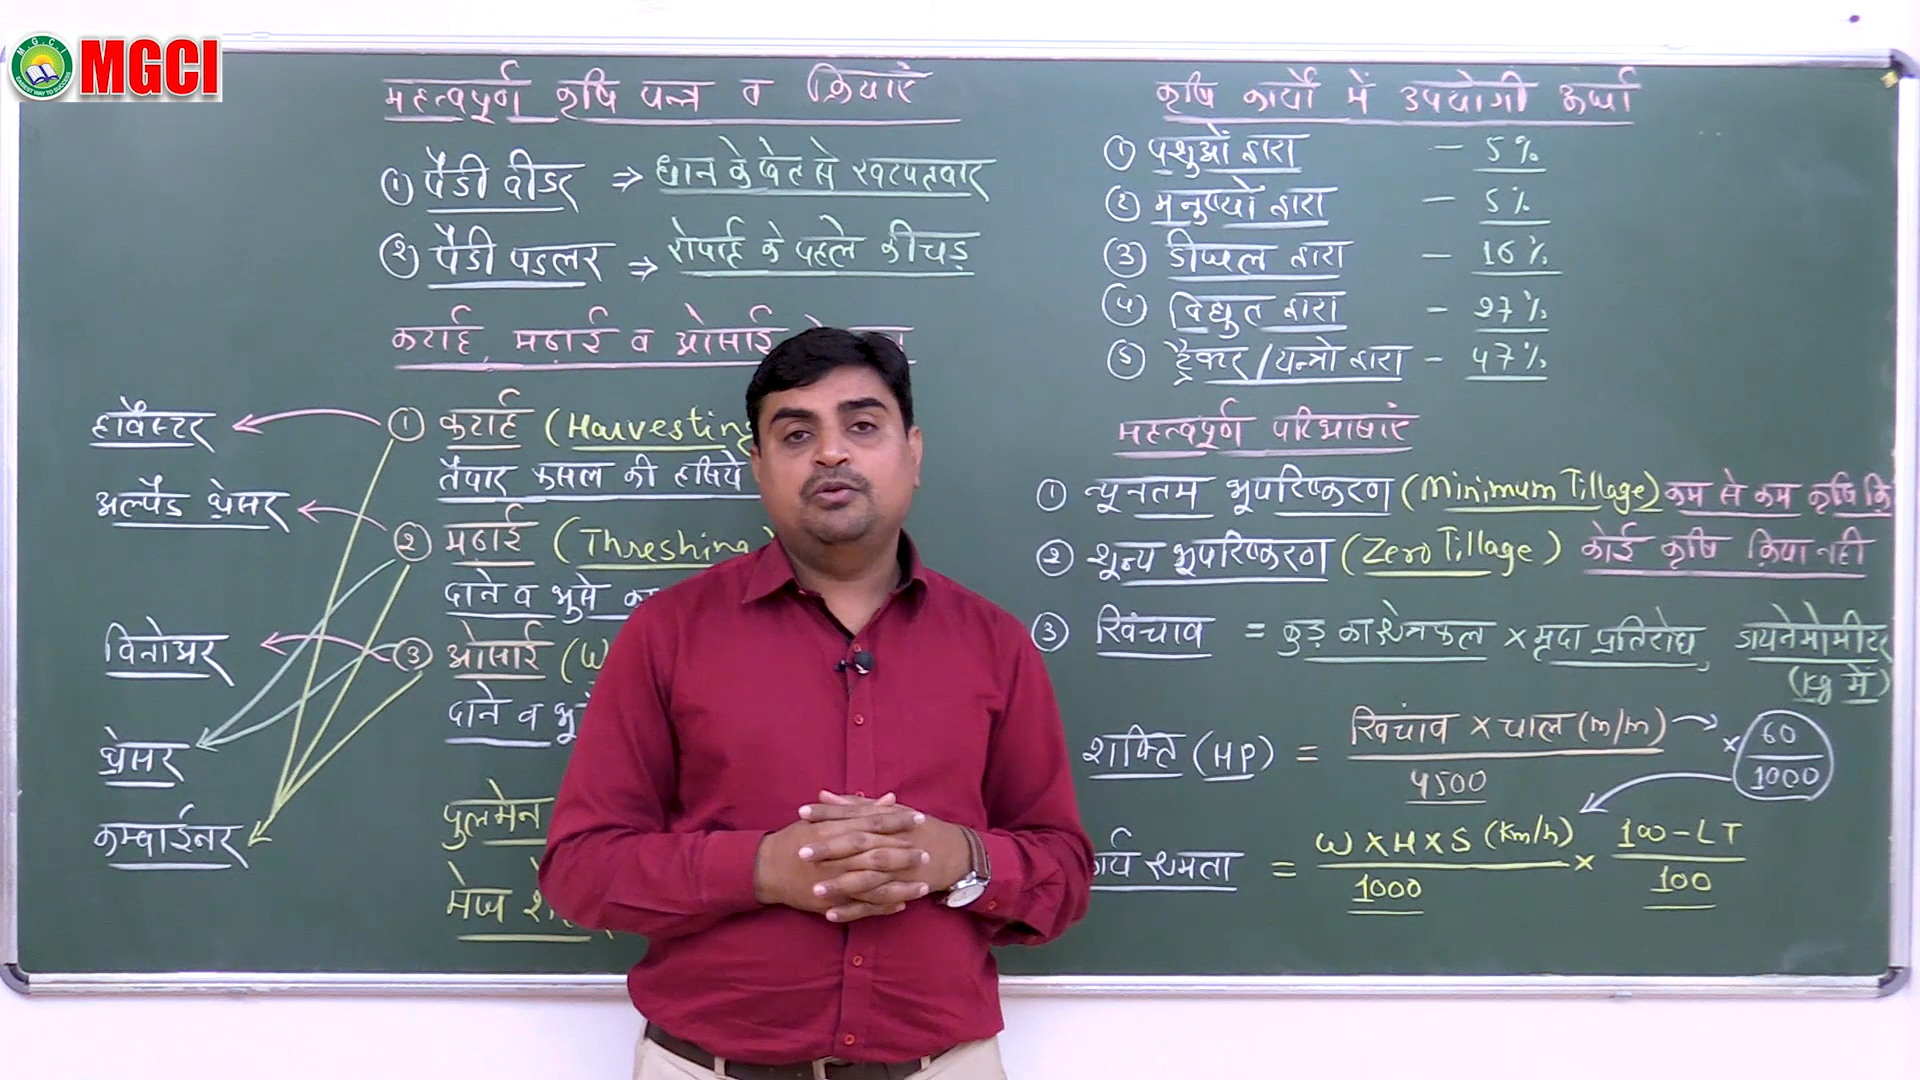 M.G.C.I
MGCI
महत्वपूर्ण कृषि यन्त्र व क्रियाएं
① पैडी वीडर ⇒ धान के खेत से खरपतवार
② पैडी पडलर ⇒ रोपाई के पहले कीचड़
कटाई, मढ़ाई व ओसाई
हार्वेस्टर
① कटाई (Harvesting
तैयार फसल की हसिये
अल्पैड थ्रेसर
② मढ़ाई (Threshing)
दाने व भुसे का
विनोअर
③ ओसाई (W
दाने व भू
थ्रेसर
कम्बाईनर
पुलमेन
मेज शे
कृषि कार्यों में उपयोगी ऊर्जा
① पशुओं द्वारा - 5%
② मनुष्यों द्वारा - 5%
③ डीजल द्वारा - 16%
④ विद्युत द्वारा - 27%
⑤ ट्रैक्टर/यन्त्रो द्वारा - 47%
महत्वपूर्ण परिभाषाएं
① न्यूनतम भूपरिष्करण (Minimum Tillage) कम से कम कृषि क्रि
② शून्य भूपरिष्करण (Zero Tillage) कोई कृषि क्रिया नही
③ खिंचाव = कुड़ का क्षेत्रफल × मृदा प्रतिरोध, डायनेमोमीटर
(Kg में)
शक्ति (HP) = खिंचाव × चाल (m/m) × 60
4500 1000
कार्य क्षमता = W×H×S (Km/h) × 100-LT
1000 100